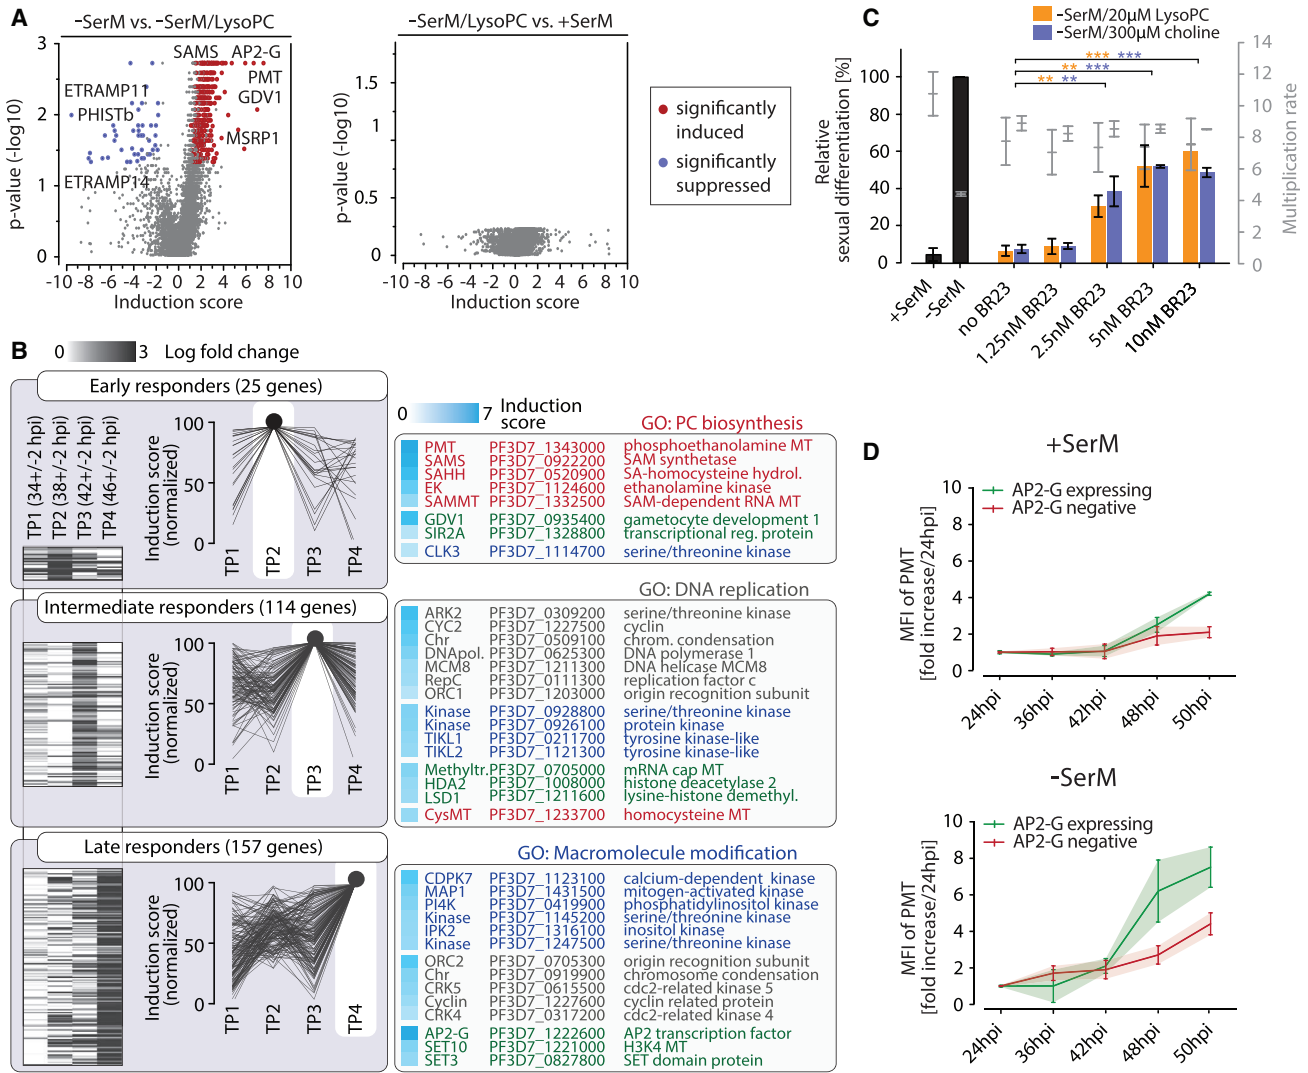 A
−SerM vs. −SerM/LysoPC
3
2
1
0
p-value (-log10)
SAMS AP2-G
PMT
GDV1
MSRP1
ETRAMP11
PHISTb
ETRAMP14
-10 -8 -6 -4 -2 0 2 4 6 8 10
Induction score
−SerM/LysoPC vs. +SerM
1.5
1
0.5
0
p-value (-log10)
-10 -8 -6 -4 -2 0 2 4 6 8 10
Induction score
significantly
induced
significantly
suppressed
C
−SerM/20µM LysoPC
−SerM/300µM choline
*** ***
** ***
** **
100
80
60
40
20
0
Relative
sexual differentiation [%]
14
12
10
8
6
4
2
0
Multiplication rate
+SerM
−SerM
no BR23
1.25nM BR23
2.5nM BR23
5nM BR23
10nM BR23
B
0 3 Log fold change
Early responders (25 genes)
TP1 (34+/-2 hpi)
TP2 (38+/-2 hpi)
TP3 (42+/-2 hpi)
TP4 (46+/-2 hpi)
Induction score
(normalized)
100
50
0
TP1
TP2
TP3
TP4
0 7 Induction
score
GO: PC biosynthesis
PMT PF3D7_1343000 phosphoethanolamine MT
SAMS PF3D7_0922200 SAM synthetase
SAHH PF3D7_0520900 SA-homocysteine hydrol.
EK PF3D7_1124600 ethanolamine kinase
SAMMT PF3D7_1332500 SAM-dependent RNA MT
GDV1 PF3D7_0935400 gametocyte development 1
SIR2A PF3D7_1328800 transcriptional reg. protein
CLK3 PF3D7_1114700 serine/threonine kinase
Intermediate responders (114 genes)
Induction score
(normalized)
100
50
0
TP1
TP2
TP3
TP4
GO: DNA replication
ARK2 PF3D7_0309200 serine/threonine kinase
CYC2 PF3D7_1227500 cyclin
Chr PF3D7_0509100 chrom. condensation
DNApol. PF3D7_0625300 DNA polymerase 1
MCM8 PF3D7_1211300 DNA helicase MCM8
RepC PF3D7_0111300 replication factor c
ORC1 PF3D7_1203000 origin recognition subunit
Kinase PF3D7_0928800 serine/threonine kinase
Kinase PF3D7_0926100 protein kinase
TIKL1 PF3D7_0211700 tyrosine kinase-like
TIKL2 PF3D7_1121300 tyrosine kinase-like
Methyltr. PF3D7_0705000 mRNA cap MT
HDA2 PF3D7_1008000 histone deacetylase 2
LSD1 PF3D7_1211600 lysine-histone demethyl.
CysMT PF3D7_1233700 homocysteine MT
Late responders (157 genes)
Induction score
(normalized)
100
50
0
TP1
TP2
TP3
TP4
GO: Macromolecule modification
CDPK7 PF3D7_1123100 calcium-dependent kinase
MAP1 PF3D7_1431500 mitogen-activated kinase
PI4K PF3D7_0419900 phosphatidylinositol kinase
Kinase PF3D7_1145200 serine/threonine kinase
IPK2 PF3D7_1316100 inositol kinase
Kinase PF3D7_1247500 serine/threonine kinase
ORC2 PF3D7_0705300 origin recognition subunit
Chr PF3D7_0919900 chromosome condensation
CRK5 PF3D7_0615500 cdc2-related kinase 5
Cyclin PF3D7_1227600 cyclin related protein
CRK4 PF3D7_0317200 cdc2-related kinase 4
AP2-G PF3D7_1222600 AP2 transcription factor
SET10 PF3D7_1221000 H3K4 MT
SET3 PF3D7_0827800 SET domain protein
D
+SerM
AP2-G expressing
AP2-G negative
10
8
6
4
2
0
MFI of PMT
[fold increase/24hpi]
24hpi
36hpi
42hpi
48hpi
50hpi
−SerM
AP2-G expressing
AP2-G negative
10
8
6
4
2
0
MFI of PMT
[fold increase/24hpi]
24hpi
36hpi
42hpi
48hpi
50hpi